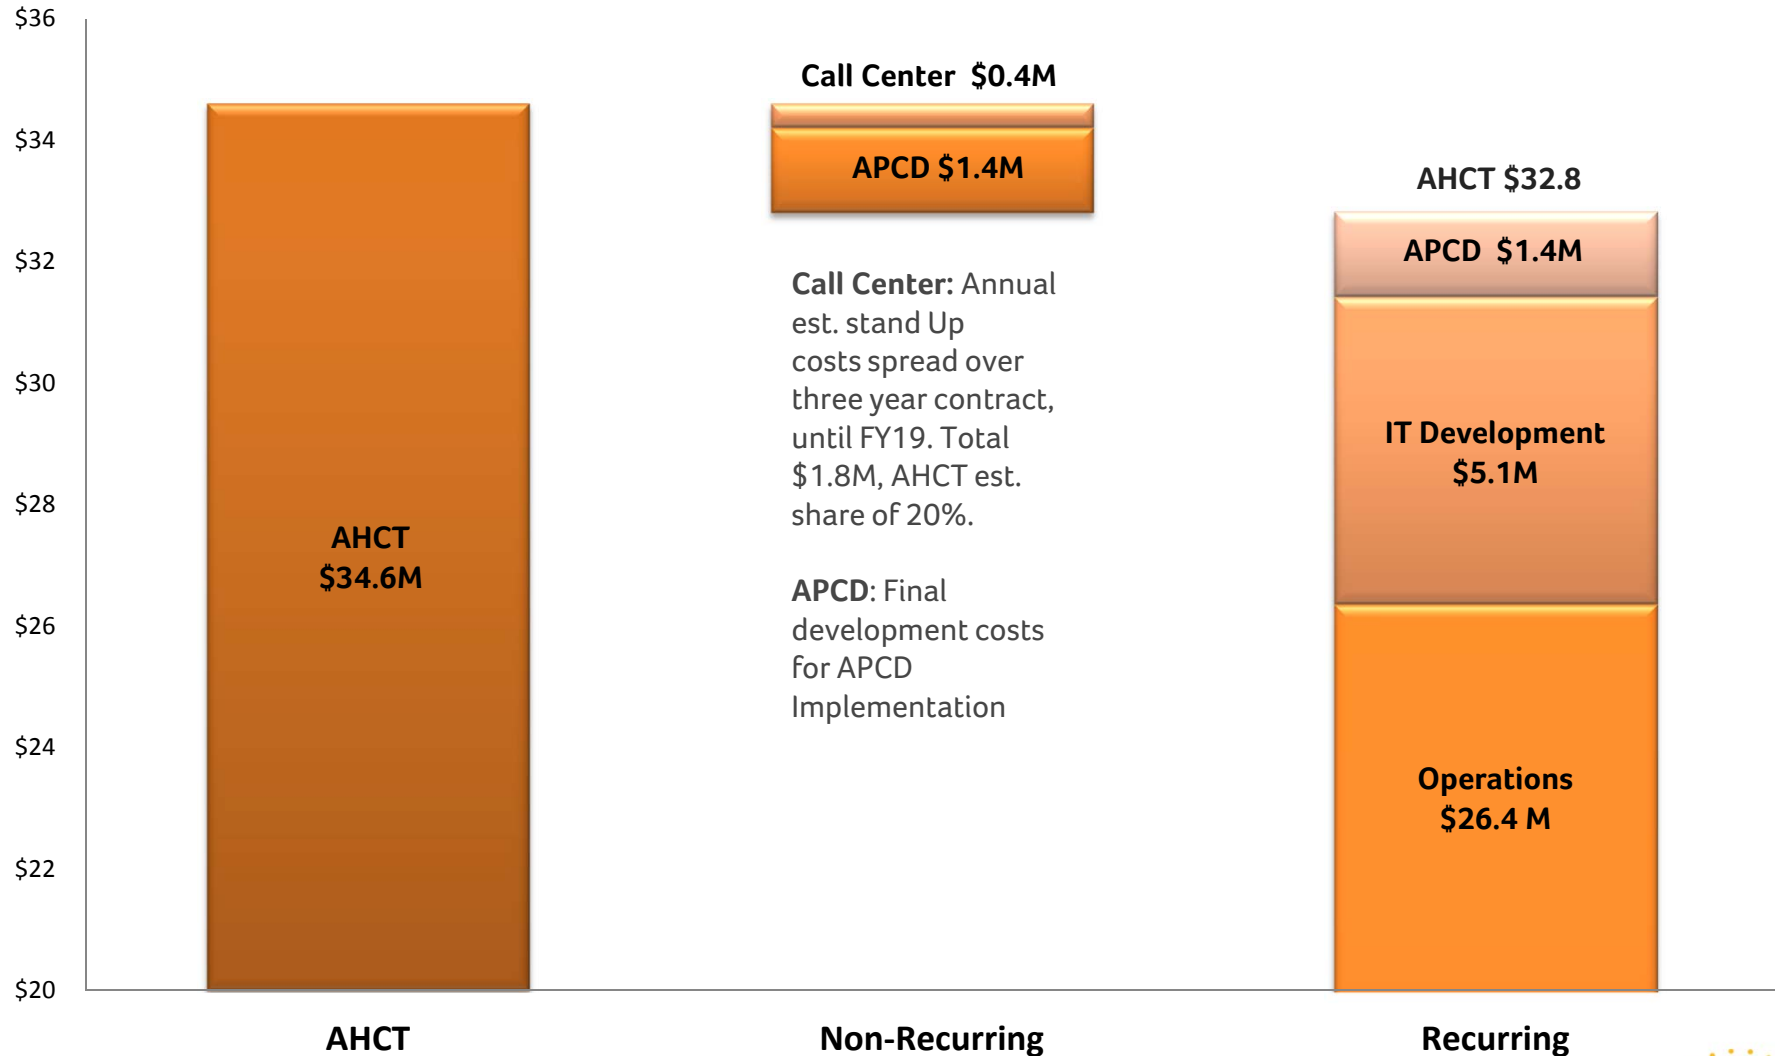 $36
$34
$32
$30
$28
$26
$24
$22
$20
AHCT
$34.6M
Call Center $0.4M
APCD $1.4M
Call Center: Annual
est. stand Up
costs spread over
three year contract,
until FY19. Total
$1.8M, AHCT est.
share of 20%.
APCD: Final
development costs
for APCD
Implementation
AHCT $32.8
APCD $1.4M
IT Development
$5.1M
Operations
$26.4 M
AHCT
Non-Recurring
Recurring